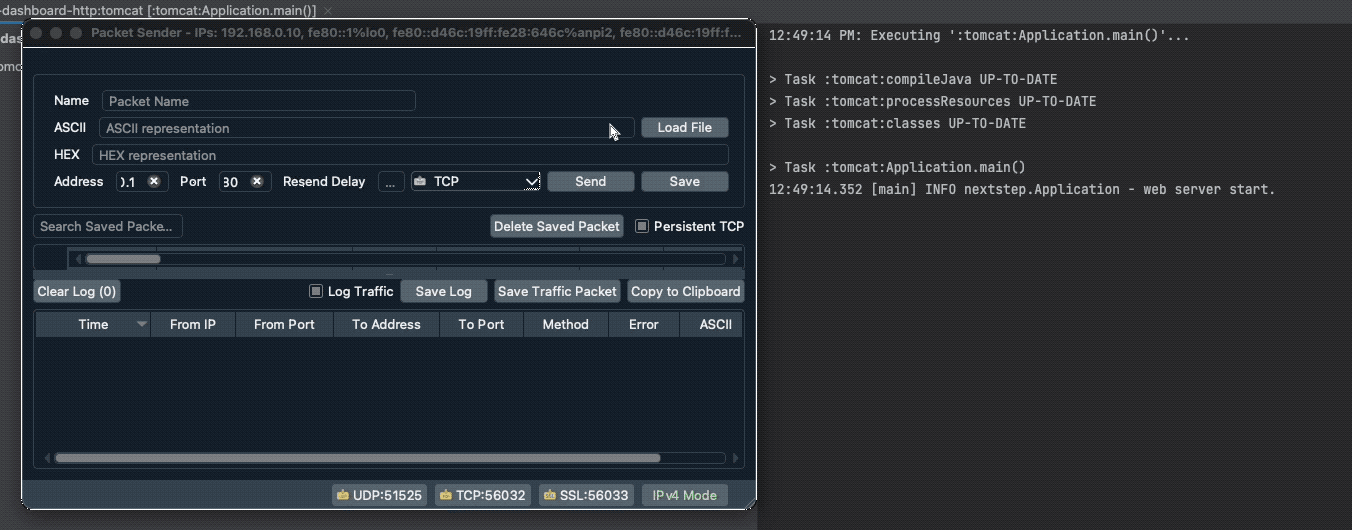 -dashboard-http:tomcat [:tomcat:Application.main()] ×
das
omc
Packet Sender - IPs: 192.168.0.10, fe80::1%lo0, fe80::d46c:19ff:fe28:646c%anpi2, fe80::d46c:19ff:f...
Name Packet Name
ASCII ASCII representation Load File
HEX HEX representation
Address 0.1 Port 80 Resend Delay ... TCP Send Save
Search Saved Packe... Delete Saved Packet Persistent TCP
Clear Log (0) Log Traffic Save Log Save Traffic Packet Copy to Clipboard
Time From IP From Port To Address To Port Method Error ASCII
UDP:51525 TCP:56032 SSL:56033 IPv4 Mode
12:49:14 PM: Executing ':tomcat:Application.main()'...
> Task :tomcat:compileJava UP-TO-DATE
> Task :tomcat:processResources UP-TO-DATE
> Task :tomcat:classes UP-TO-DATE
> Task :tomcat:Application.main()
12:49:14.352 [main] INFO nextstep.Application - web server start.